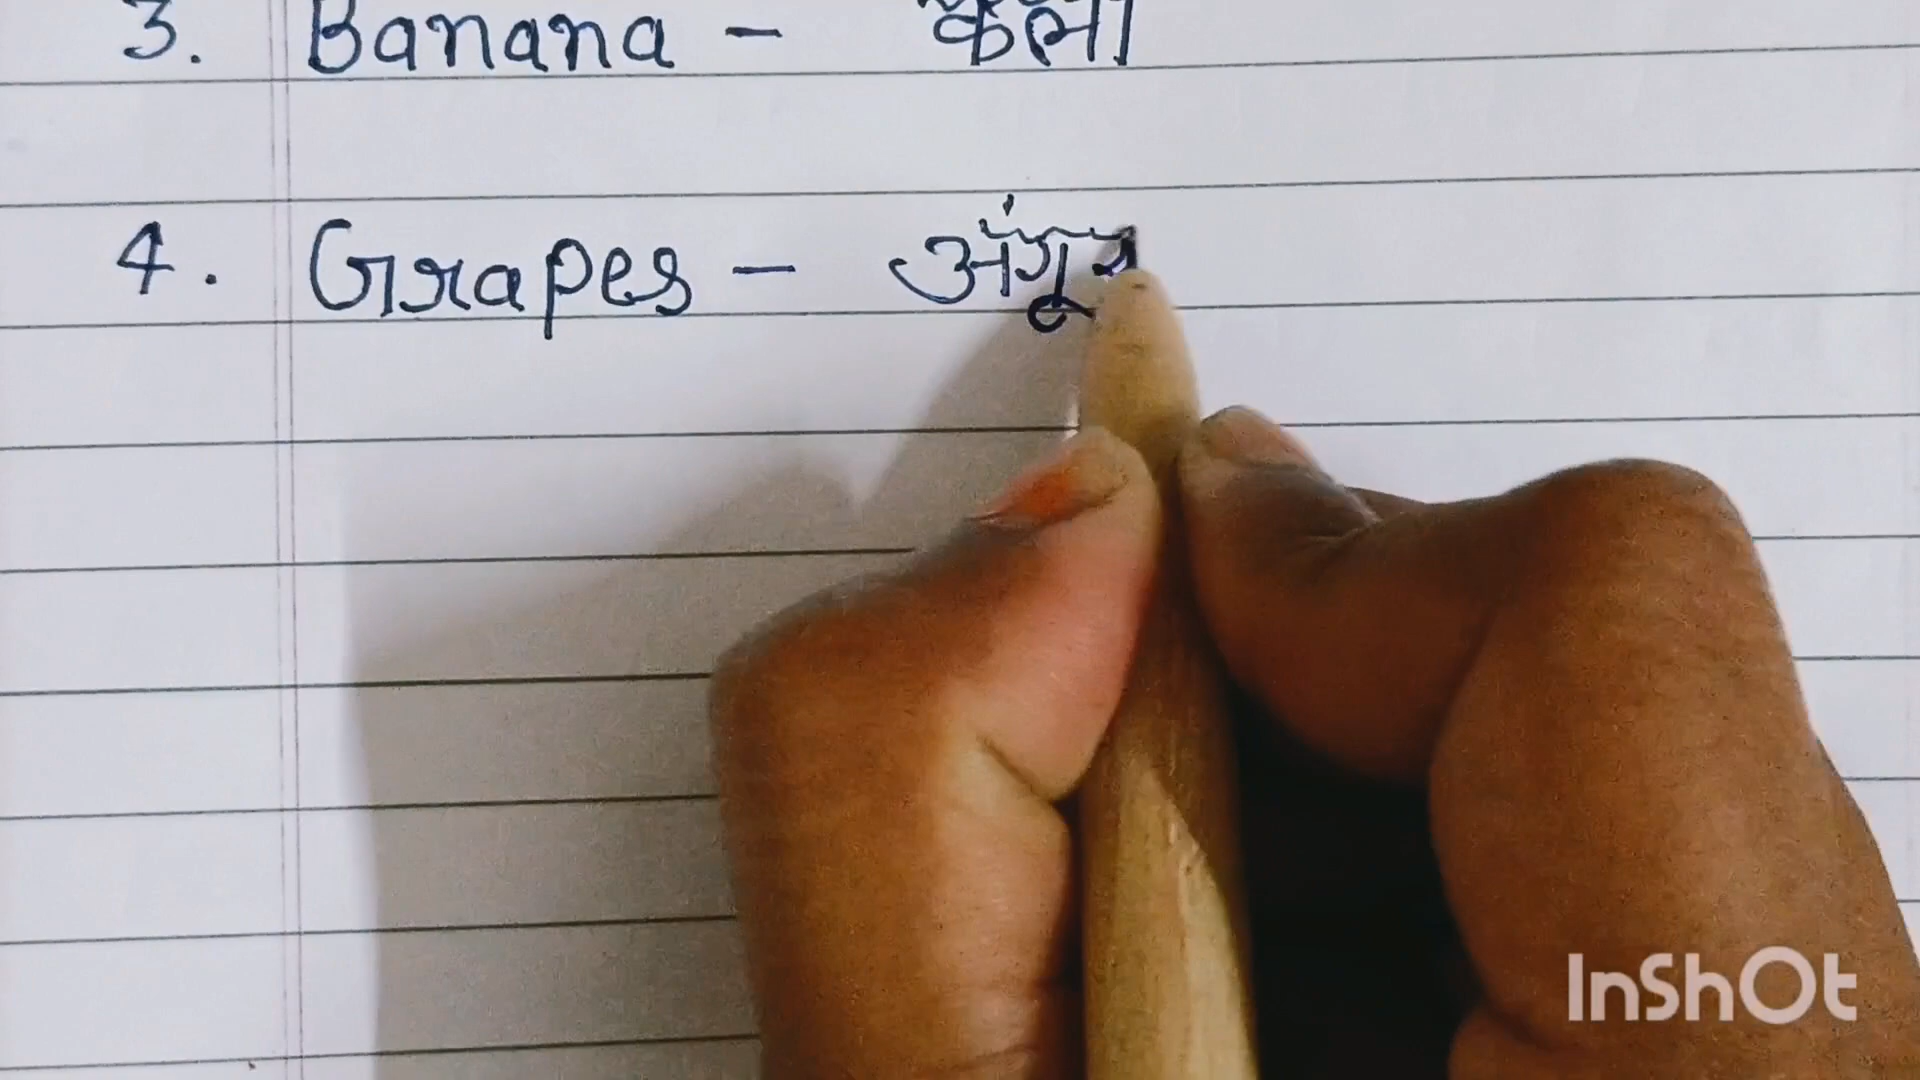 3. Banana - केला
4. Grapes - अंगूर
InShOt